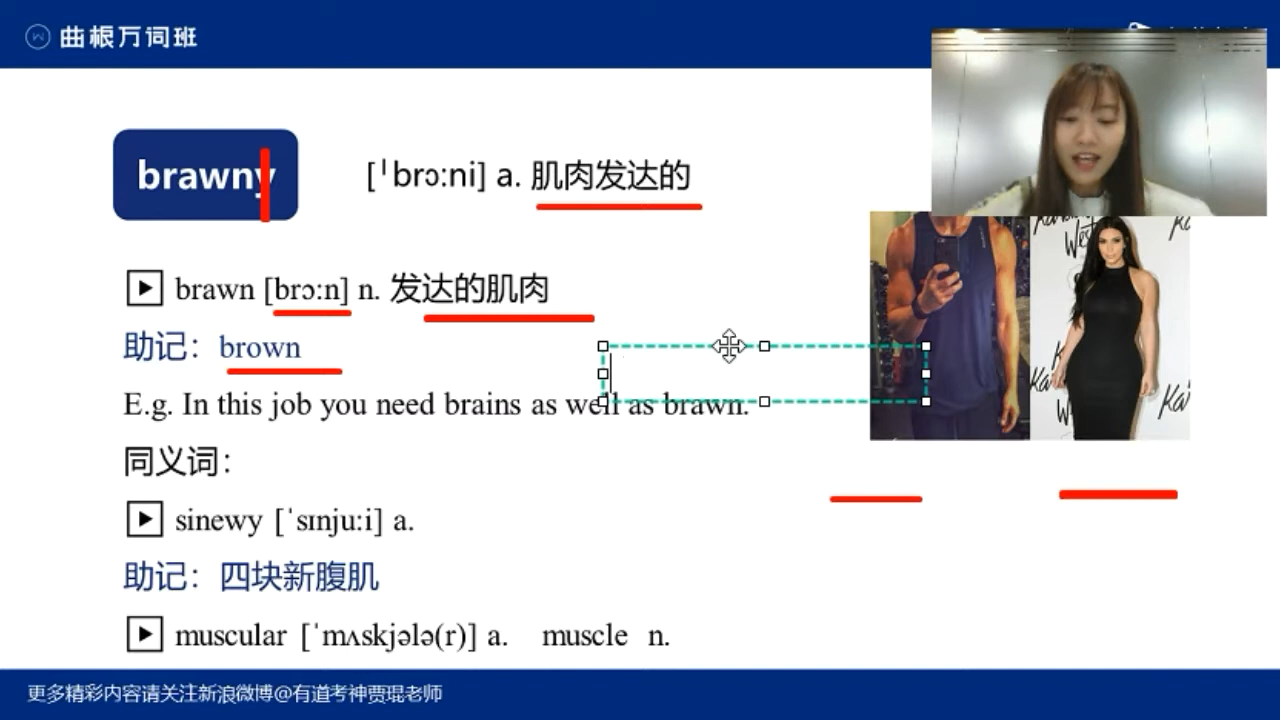 曲根万词班
brawny
[ˈbrɔ:ni] a. 肌肉发达的
brawn [brɔ:n] n. 发达的肌肉
助记：brown
E.g. In this job you need brains as well as brawn.
同义词：
sinewy [ˈsɪnju:i] a.
助记：四块新腹肌
muscular [ˈmʌskjələ(r)] a. muscle n.
更多精彩内容请关注新浪微博@有道考神贾琨老师